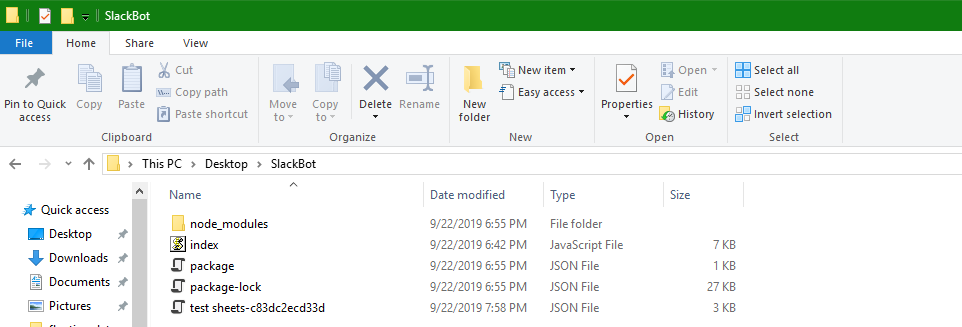 SlackBot
File Home Share View
Pin to Quick access
Copy
Paste
Cut
Copy path
Paste shortcut
Clipboard
Move to
Copy to
Delete
Rename
Organize
New folder
New item
Easy access
New
Properties
Open
Edit
History
Open
Select all
Select none
Invert selection
Select
This PC > Desktop > SlackBot
Quick access
Desktop
Downloads
Documents
Pictures
Name Date modified Type Size
node_modules 9/22/2019 6:55 PM File folder
index 9/22/2019 6:42 PM JavaScript File 7 KB
package 9/22/2019 6:55 PM JSON File 1 KB
package-lock 9/22/2019 6:55 PM JSON File 27 KB
test sheets-c83dc2ecd33d 9/22/2019 7:58 PM JSON File 3 KB